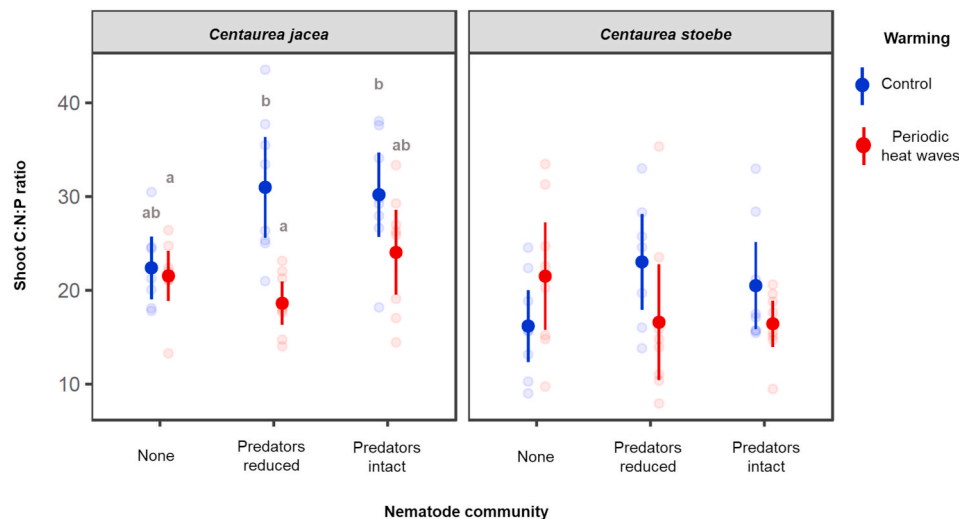 Centaurea jacea
Centaurea stoebe
Warming
Control
Periodic
heat waves
Shoot C:N:P ratio
40
30
20
10
ab
a
b
a
b
ab
None
Predators
reduced
Predators
intact
None
Predators
reduced
Predators
intact
Nematode community